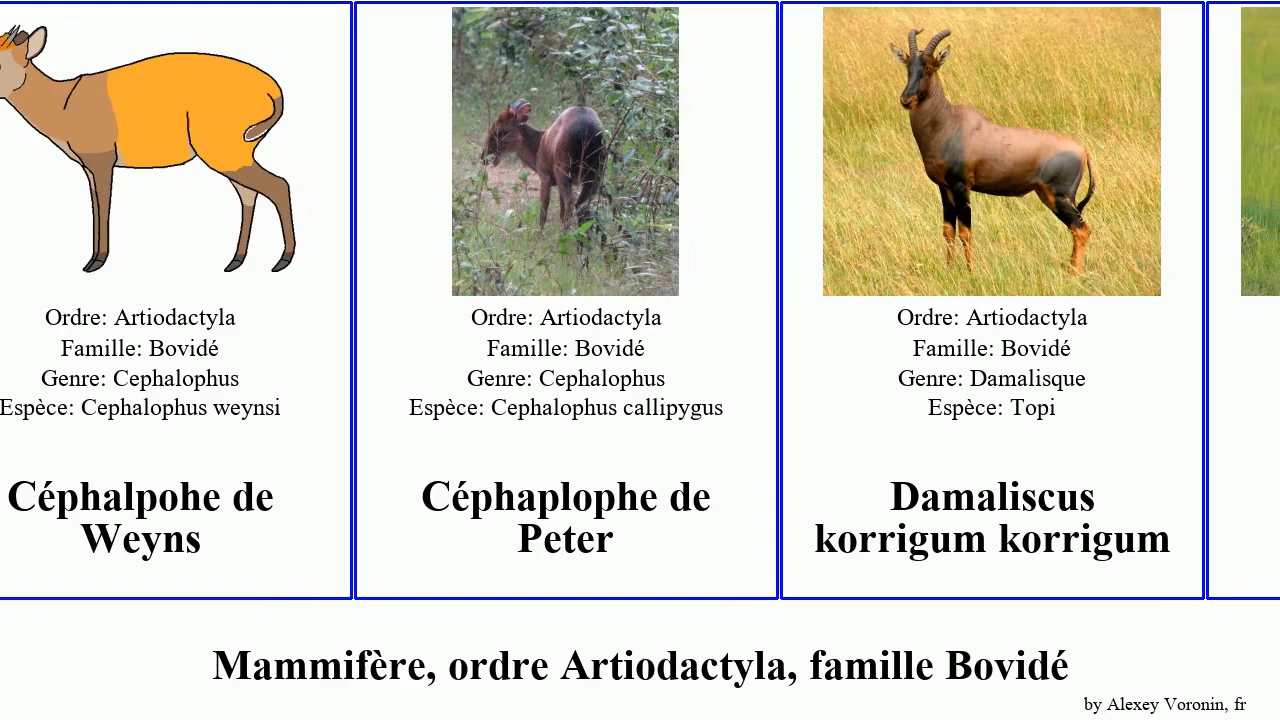 Ordre: Artiodactyla
Famille: Bovidé
Genre: Cephalophus
Espèce: Cephalophus weynsi
Céphalpohe de
Weyns
Ordre: Artiodactyla
Famille: Bovidé
Genre: Cephalophus
Espèce: Cephalophus callipygus
Céphaplophe de
Peter
Ordre: Artiodactyla
Famille: Bovidé
Genre: Damalisque
Espèce: Topi
Damaliscus
korrigum korrigum
Mammifère, ordre Artiodactyla, famille Bovidé
by Alexey Voronin, fr